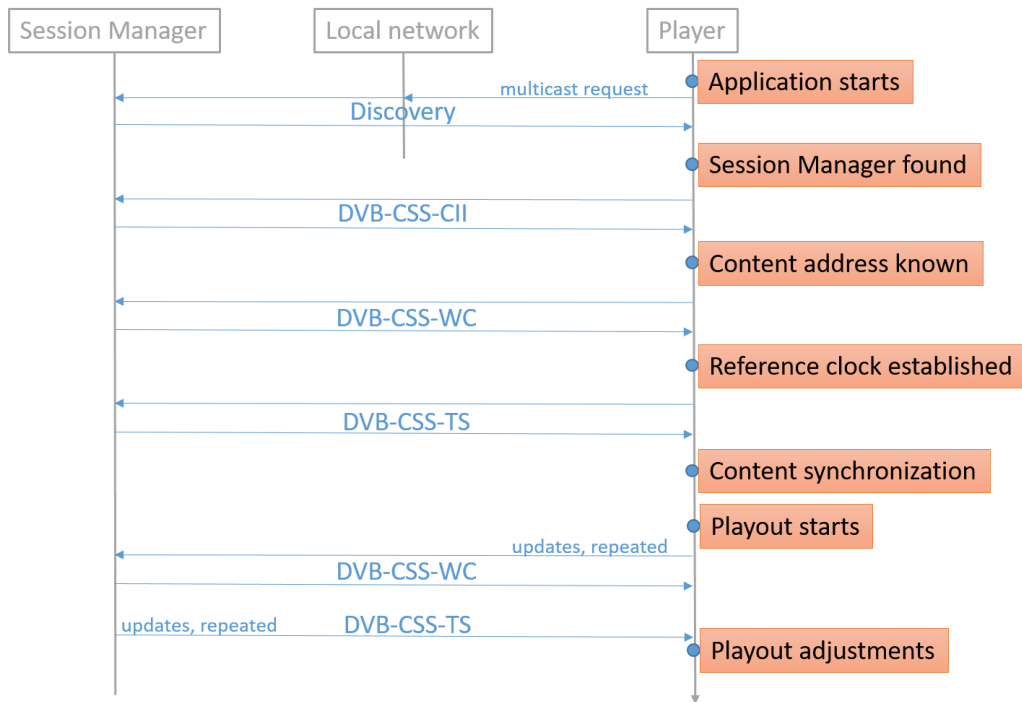 Session Manager
Local network
Player
Application starts
multicast request
Discovery
Session Manager found
DVB-CSS-CII
Content address known
DVB-CSS-WC
Reference clock established
DVB-CSS-TS
Content synchronization
Playout starts
updates, repeated
DVB-CSS-WC
updates, repeated
DVB-CSS-TS
Playout adjustments